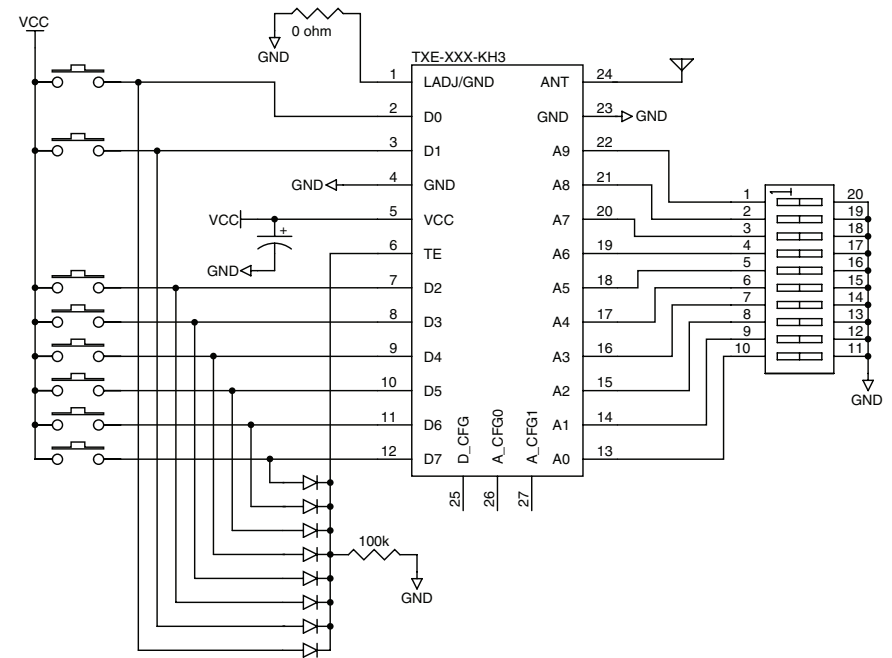 VCC
0 ohm
GND
TXE-XXX-KH3
1 LADJ/GND ANT 24
2 D0 GND 23 GND
3 D1 A9 22
GND 4 GND A8 21
VCC 5 VCC A7 20
+
GND
6 TE A6 19
7 D2 A5 18
8 D3 A4 17
9 D4 A3 16
10 D5 A2 15
11 D6 A1 14
12 D7 A0 13
D_CFG A_CFG0 A_CFG1
25 26 27
1 1 20
2 19
3 18
4 17
5 16
6 15
7 14
8 13
9 12
10 11
GND
100k
GND